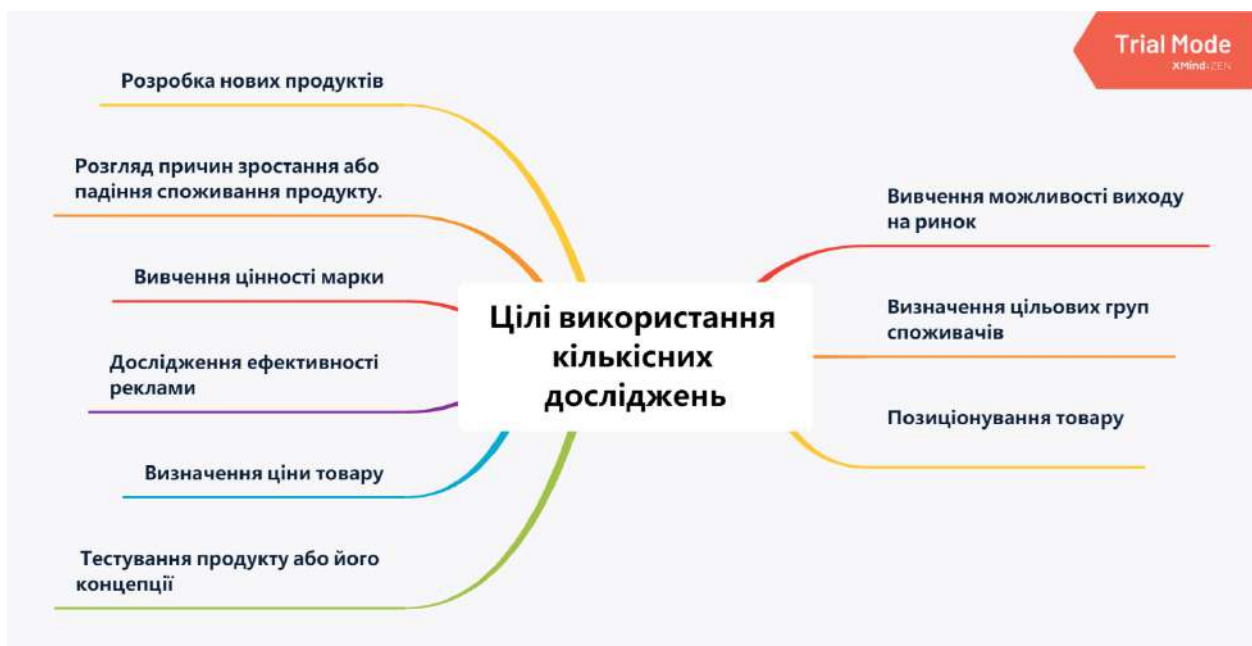 Trial Mode
XMind:ZEN
Розробка нових продуктів
Розгляд причин зростання або
падіння споживання продукту.
Вивчення цінності марки
Дослідження ефективності
реклами
Визначення ціни товару
Тестування продукту або його
концепції
Цілі використання
кількісних
досліджень
Вивчення можливості виходу
на ринок
Визначення цільових груп
споживачів
Позиціонування товару